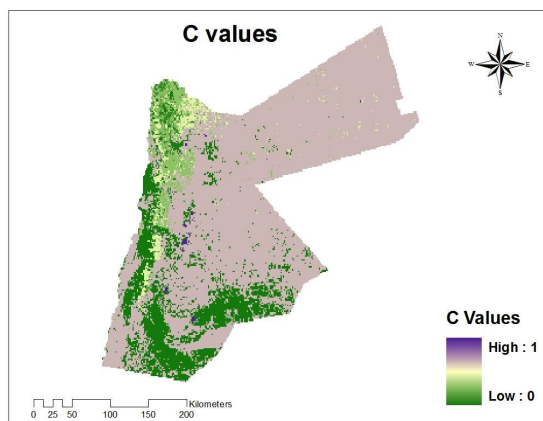 C values
N
W E
S
C Values
High : 1
Low : 0
Kilometers
0 25 50 100 150 200